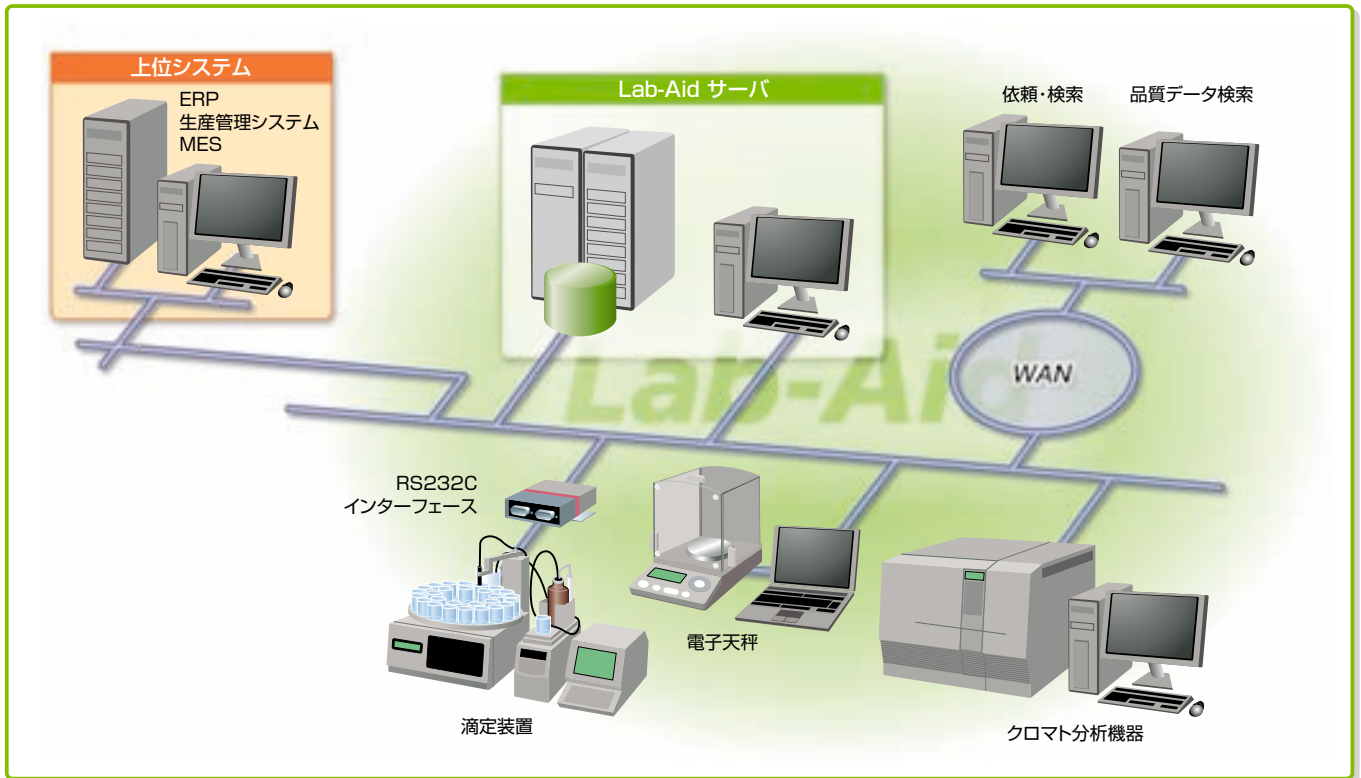 上位システム
ERP
生産管理システム
MES
Lab-Aid サーバ
依頼・検索
品質データ検索
Lab-Aid
WAN
RS232C
インターフェース
電子天秤
滴定装置
クロマト分析機器